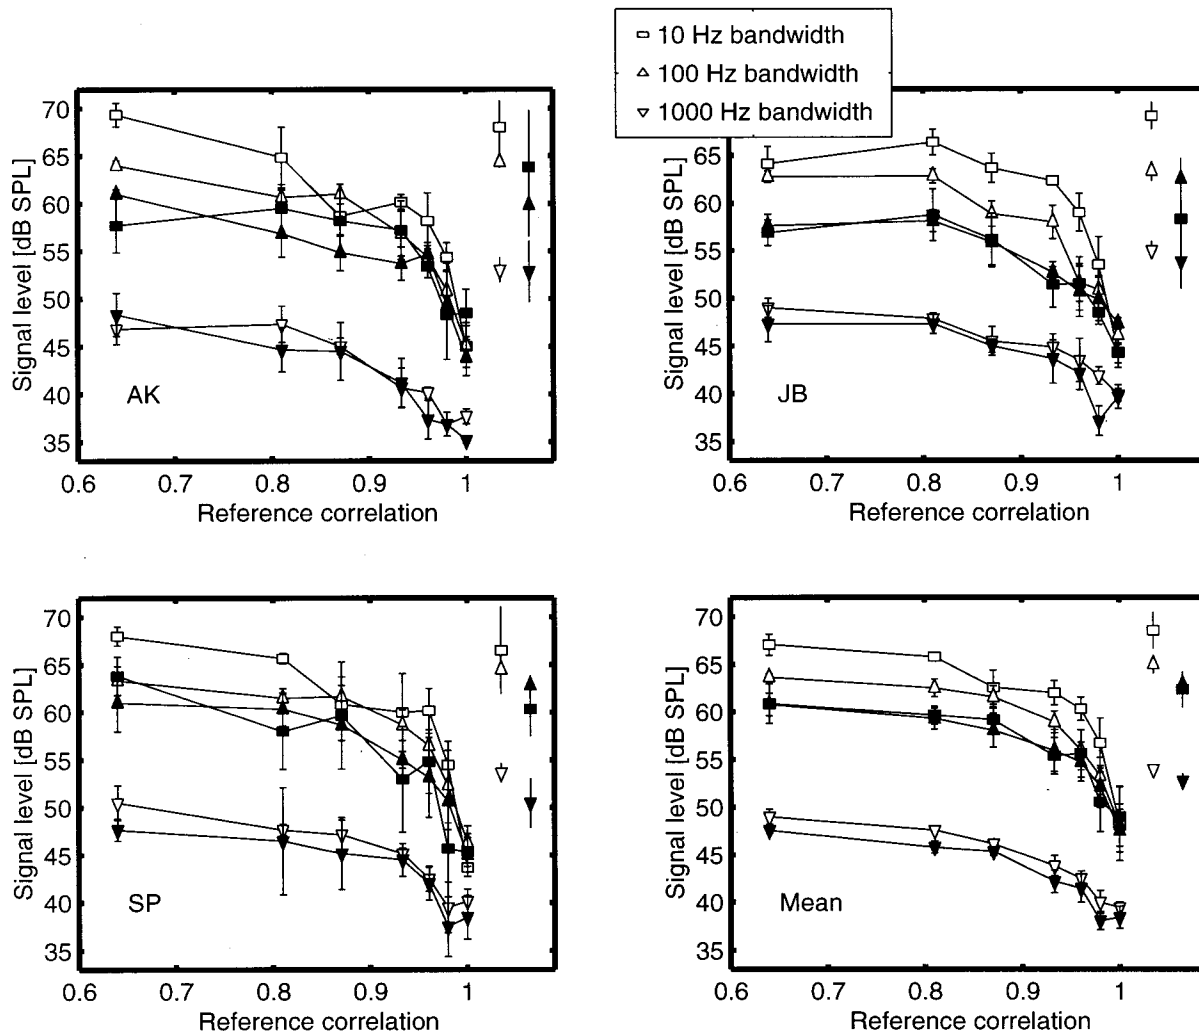 10 Hz bandwidth
100 Hz bandwidth
1000 Hz bandwidth
Signal level [dB SPL]
70
65
60
55
50
45
40
35
AK
0.6 0.7 0.8 0.9 1
Reference correlation
Signal level [dB SPL]
65
60
55
50
45
40
35
JB
0.6 0.7 0.8 0.9 1
Reference correlation
Signal level [dB SPL]
70
65
60
55
50
45
40
35
SP
0.6 0.7 0.8 0.9 1
Reference correlation
Signal level [dB SPL]
70
65
60
55
50
45
40
35
Mean
0.6 0.7 0.8 0.9 1
Reference correlation